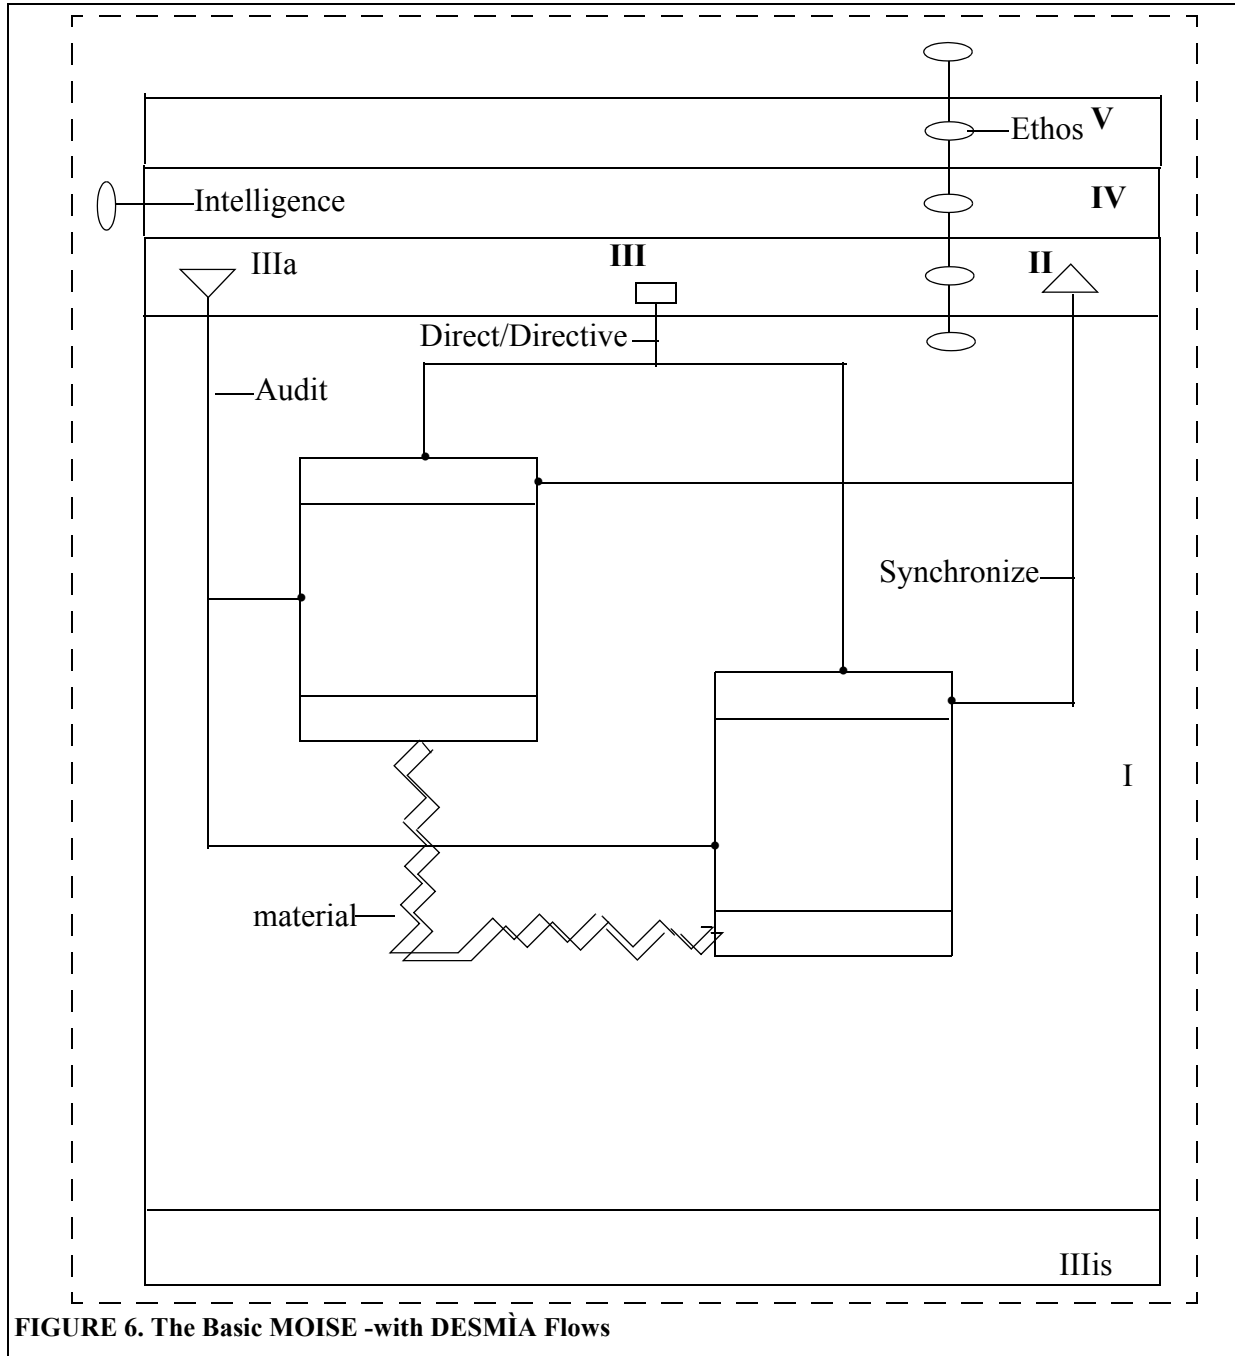 Ethos V
Intelligence
IV
IIIa
III
II
Direct/Directive
Audit
Synchronize
I
material
IIIis
FIGURE 6. The Basic MOISE -with DESMÌA Flows